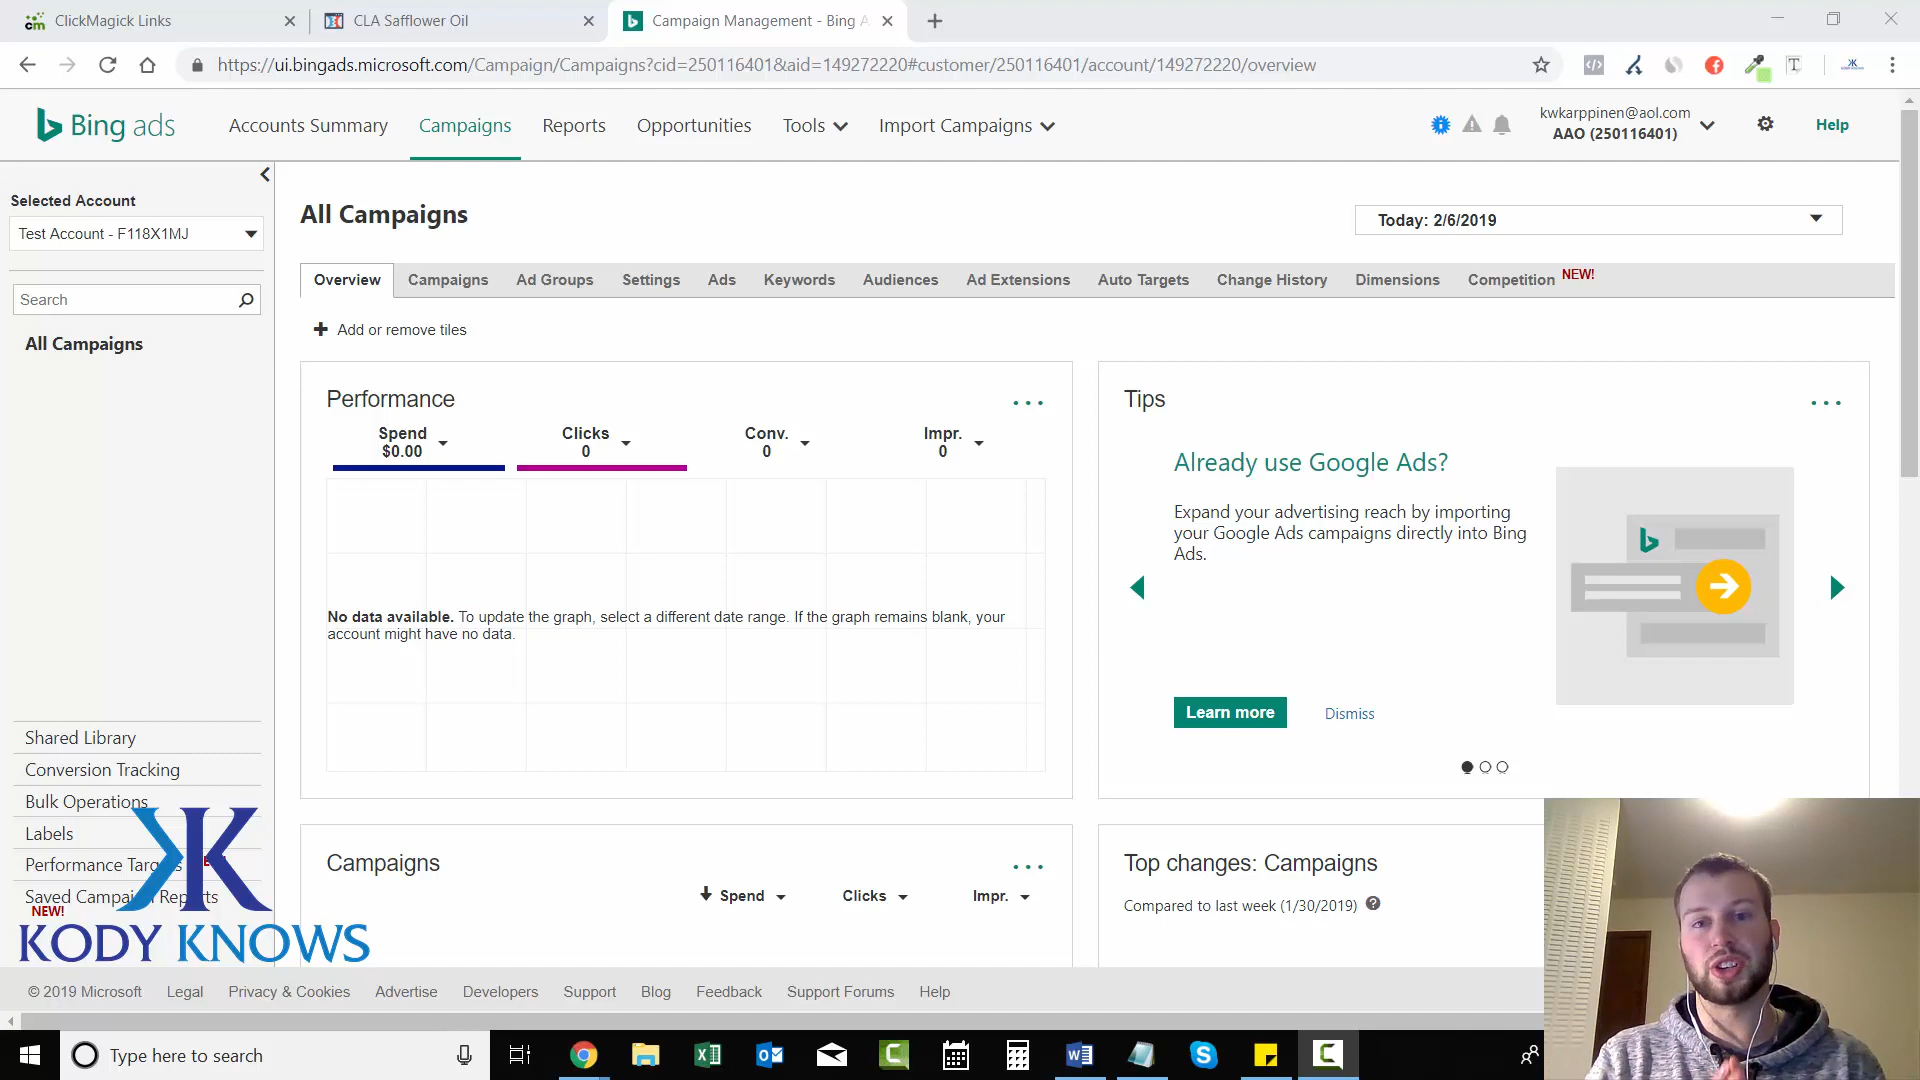 ClickMagick Links
CLA Safflower Oil
Campaign Management - Bing A
https://ui.bingads.microsoft.com/Campaign/Campaigns?cid=250116401&aid=149272220#customer/250116401/account/149272220/overview
Bing ads
Accounts Summary
Campaigns
Reports
Opportunities
Tools
Import Campaigns
kwkarppinen@aol.com
AAO (250116401)
Help
Selected Account
Test Account - F118X1MJ
Search
All Campaigns
Shared Library
Conversion Tracking
Bulk Operations
Labels
Performance Targ
Saved Campai Reports
NEW!
KODY KNOWS
All Campaigns
Today: 2/6/2019
Overview
Campaigns
Ad Groups
Settings
Ads
Keywords
Audiences
Ad Extensions
Auto Targets
Change History
Dimensions
Competition NEW!
Add or remove tiles
Performance
Spend
$0.00
Clicks
0
Conv.
0
Impr.
0
No data available. To update the graph, select a different date range. If the graph remains blank, your
account might have no data.
Tips
Already use Google Ads?
Expand your advertising reach by importing
your Google Ads campaigns directly into Bing
Ads.
Learn more
Dismiss
Campaigns
Spend
Clicks
Impr.
Top changes: Campaigns
Compared to last week (1/30/2019)
© 2019 Microsoft
Legal
Privacy & Cookies
Advertise
Developers
Support
Blog
Feedback
Support Forums
Help
Type here to search